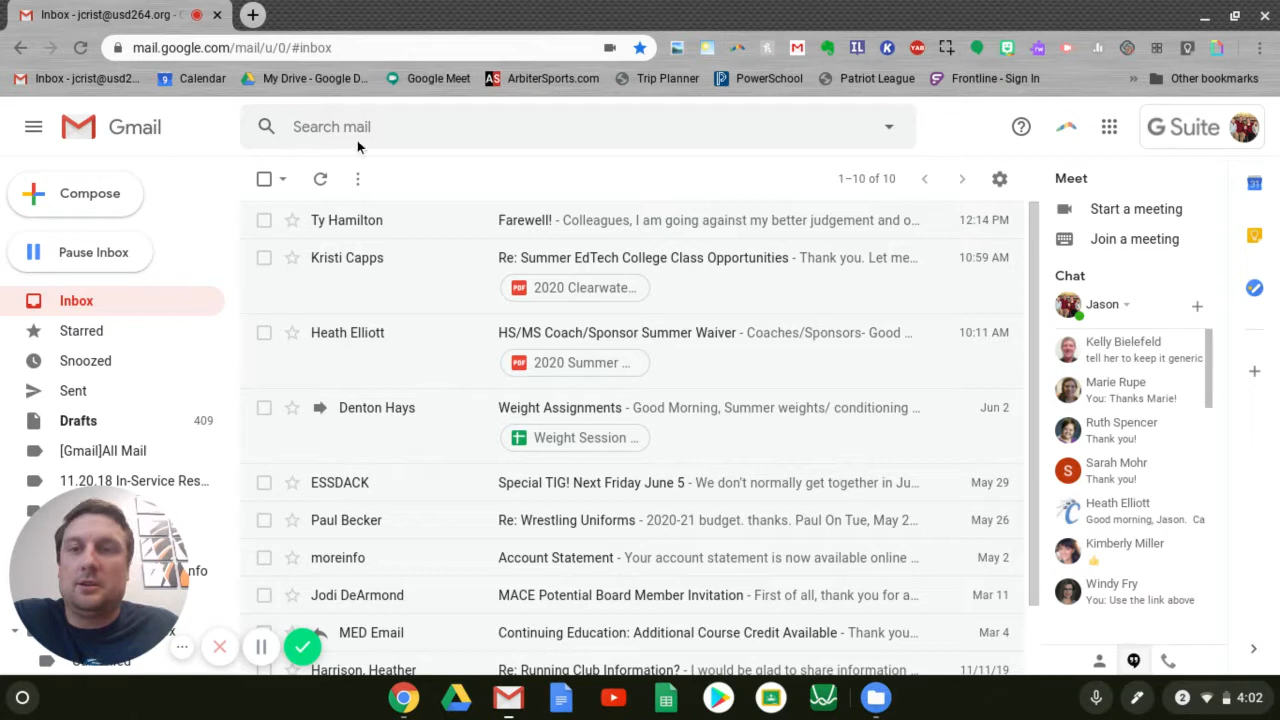 Inbox - jcrist@usd264.org - G
mail.google.com/mail/u/0/#inbox
YAB
Inbox - jcrist@usd2...
Calendar
My Drive - Google D...
Google Meet
AS ArbiterSports.com
Trip Planner
PowerSchool
Patriot League
Frontline - Sign In
» Other bookmarks
Gmail
Search mail
G Suite
Compose
1–10 of 10
Meet
Start a meeting
Join a meeting
Pause Inbox
Ty Hamilton Farewell! - Colleagues, I am going against my better judgement and o... 12:14 PM
Kristi Capps Re: Summer EdTech College Class Opportunities - Thank you. Let me... 10:59 AM
PDF 2020 Clearwate...
Heath Elliott HS/MS Coach/Sponsor Summer Waiver - Coaches/Sponsors- Good ... 10:11 AM
PDF 2020 Summer ...
Denton Hays Weight Assignments - Good Morning, Summer weights/ conditioning ... Jun 2
Weight Session ...
ESSDACK Special TIG! Next Friday June 5 - We don't normally get together in Ju... May 29
Paul Becker Re: Wrestling Uniforms - 2020-21 budget. thanks. Paul On Tue, May 2... May 26
moreinfo Account Statement - Your account statement is now available online ... May 2
Jodi DeArmond MACE Potential Board Member Invitation - First of all, thank you for a... Mar 11
MED Email Continuing Education: Additional Course Credit Available - Thank you... Mar 4
Harrison, Heather Re: Running Club Information? - I would be glad to share information ... 11/11/19
Inbox
Starred
Snoozed
Sent
Drafts 409
[Gmail]All Mail
11.20.18 In-Service Res...
nfo
Chat
Jason
Kelly Bielefeld
tell her to keep it generic
Marie Rupe
You: Thanks Marie!
Ruth Spencer
Thank you!
S
Sarah Mohr
Thank you!
Heath Elliott
Good morning, Jason. Ca
Kimberly Miller
Windy Fry
You: Use the link above
2 4:02